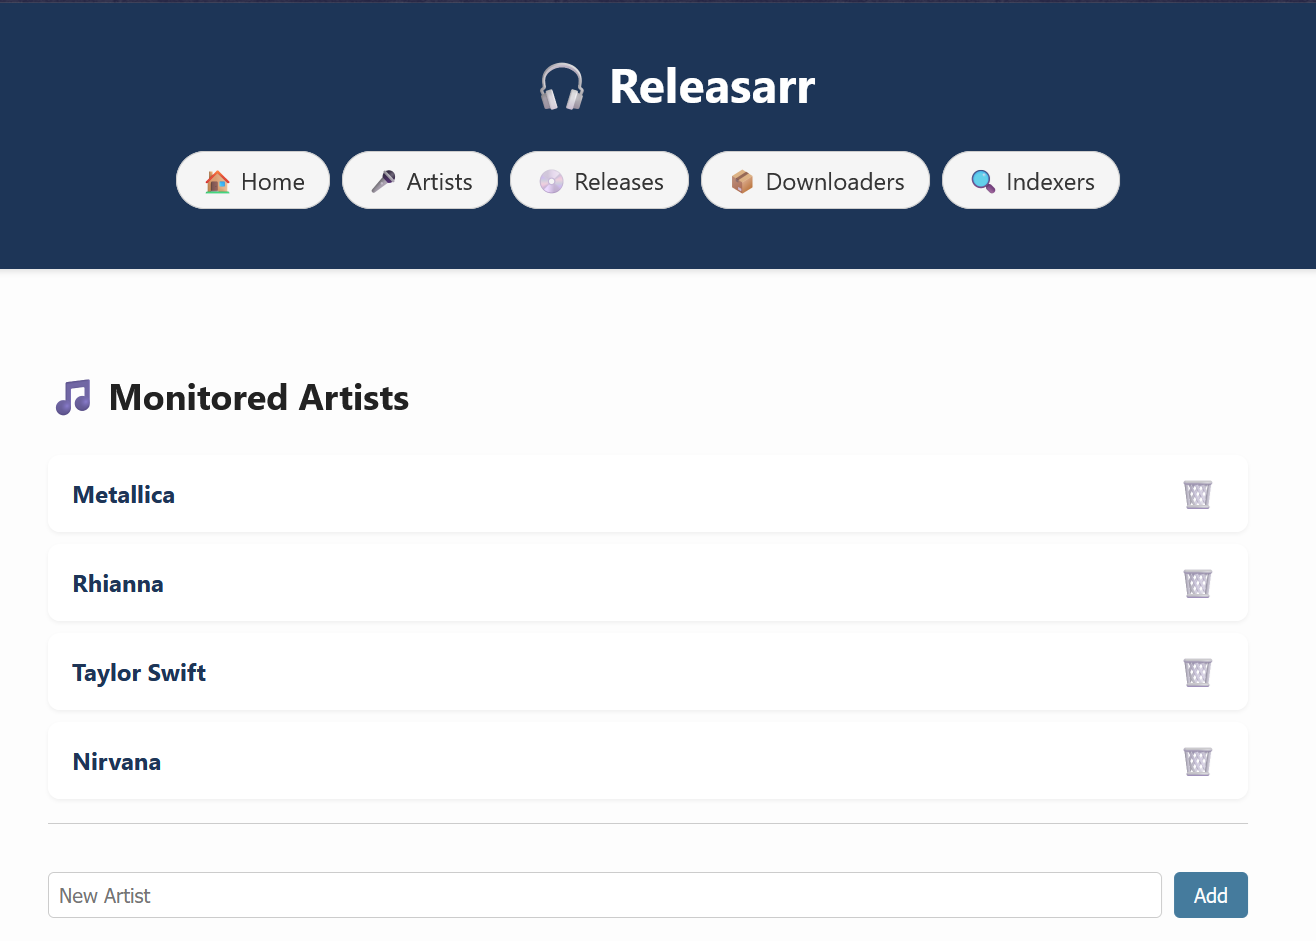 Releasarr
Home Artists Releases Downloaders Indexers
Monitored Artists
Metallica
Rhianna
Taylor Swift
Nirvana
New Artist Add